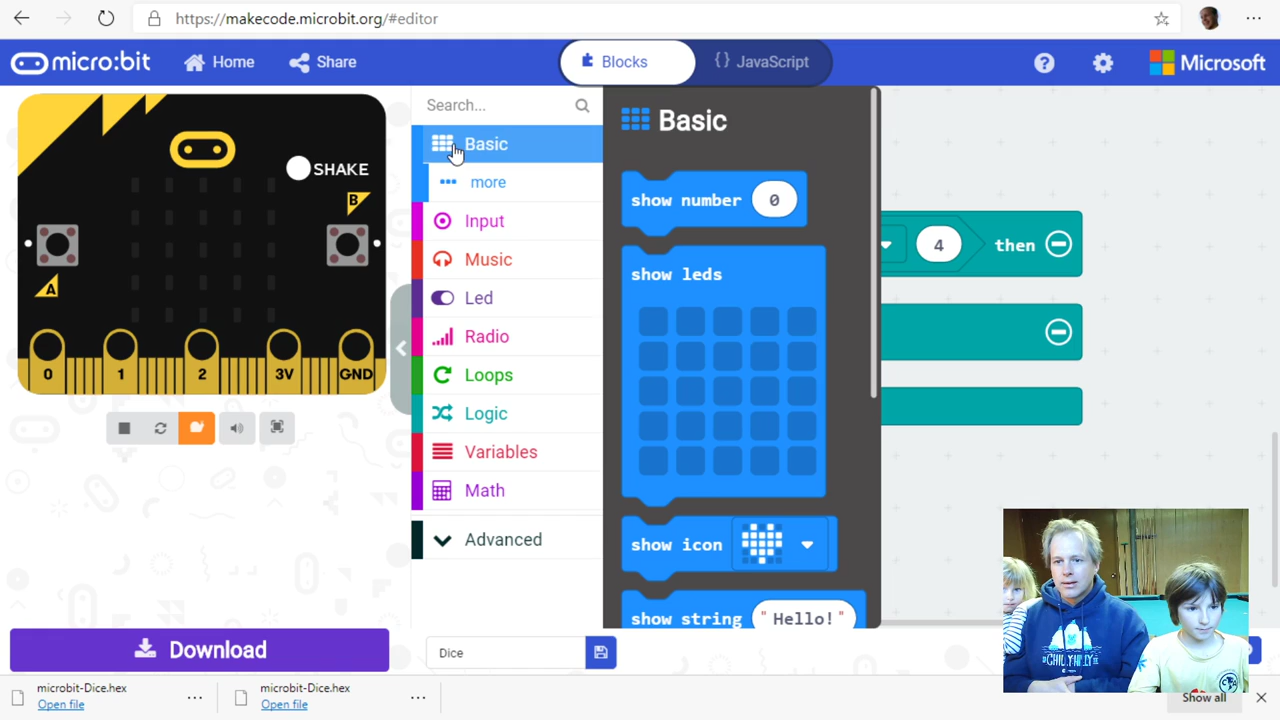 https://makecode.microbit.org/#editor
micro:bit
Home
Share
Blocks
{ } JavaScript
Microsoft
Search...
Basic
more
Input
Music
Led
Radio
Loops
Logic
Variables
Math
Advanced
Basic
show number 0
show leds
show icon
show string "Hello!"
4 then
SHAKE
B
A
0 1 2 3V GND
Download
Dice
microbit-Dice.hex
Open file
microbit-Dice.hex
Open file
Show all